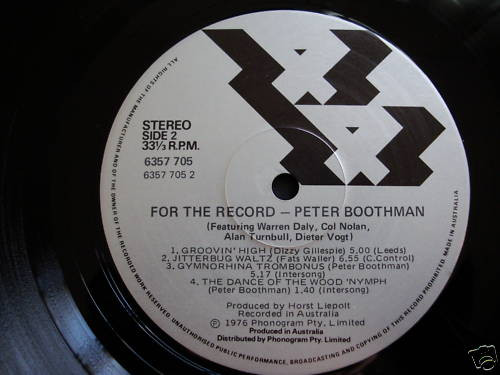 STEREO
SIDE 2
33⅓ R.P.M.
6357 705
6357 705 2
FOR THE RECORD – PETER BOOTHMAN
(Featuring Warren Daly, Col Nolan,
Alan Turnbull, Dieter Vogt)
1. GROOVIN' HIGH (Dizzy Gillespie) 5.00 (Leeds)
2. JITTERBUG WALTZ (Fats Waller) 6.55 (C.Control)
3. GYMNORHINA TROMBONUS (Peter Boothman)
5.17 (Intersong)
4. THE DANCE OF THE WOOD 'NYMPH
(Peter Boothman) 1.40 (Intersong)
Produced by Horst Liepolt
Recorded in Australia
Ⓟ 1976 Phonogram Pty, Limited
Produced in Australia
Distributed by Phonogram Pty. Limited
ALL RIGHTS OF THE MANUFACTURER AND OF THE OWNER OF THE RECORDED WORK RESERVED. UNAUTHORISED PUBLIC PERFORMANCE, BROADCASTING AND COPYING OF THIS RECORD PROHIBITED. MADE IN AUSTRALIA